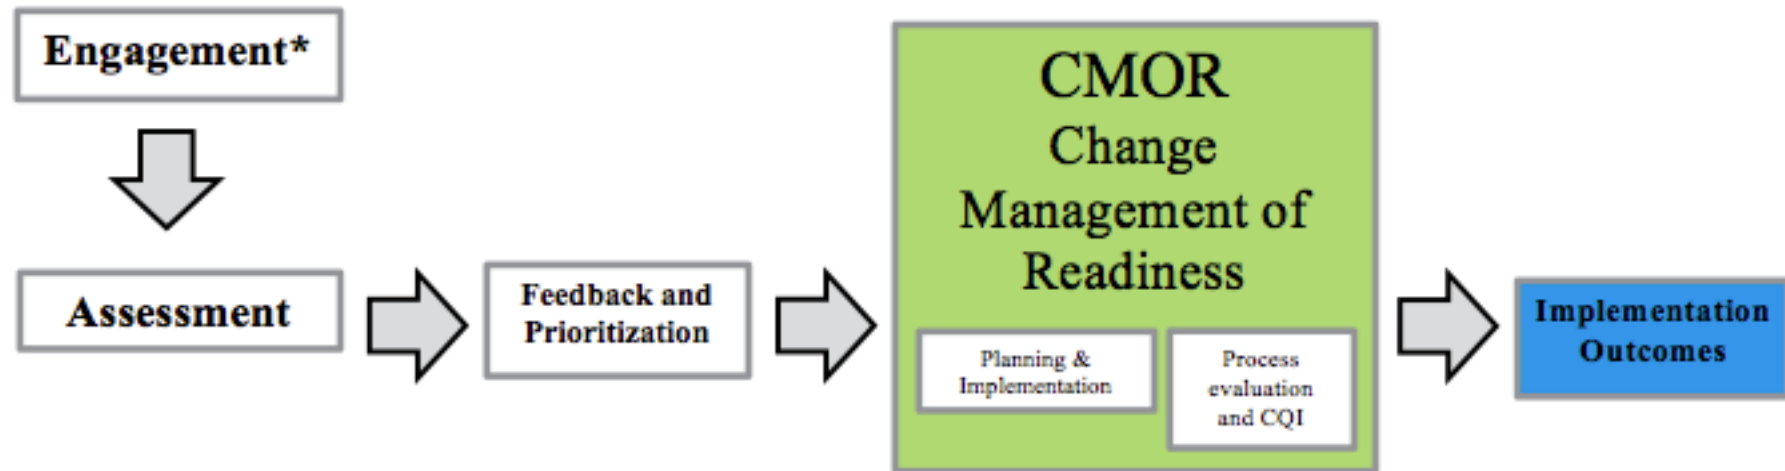 Engagement*
Assessment
Feedback and
Prioritization
CMOR
Change
Management of
Readiness
Planning &
Implementation
Process
evaluation
and CQI
Implementation
Outcomes